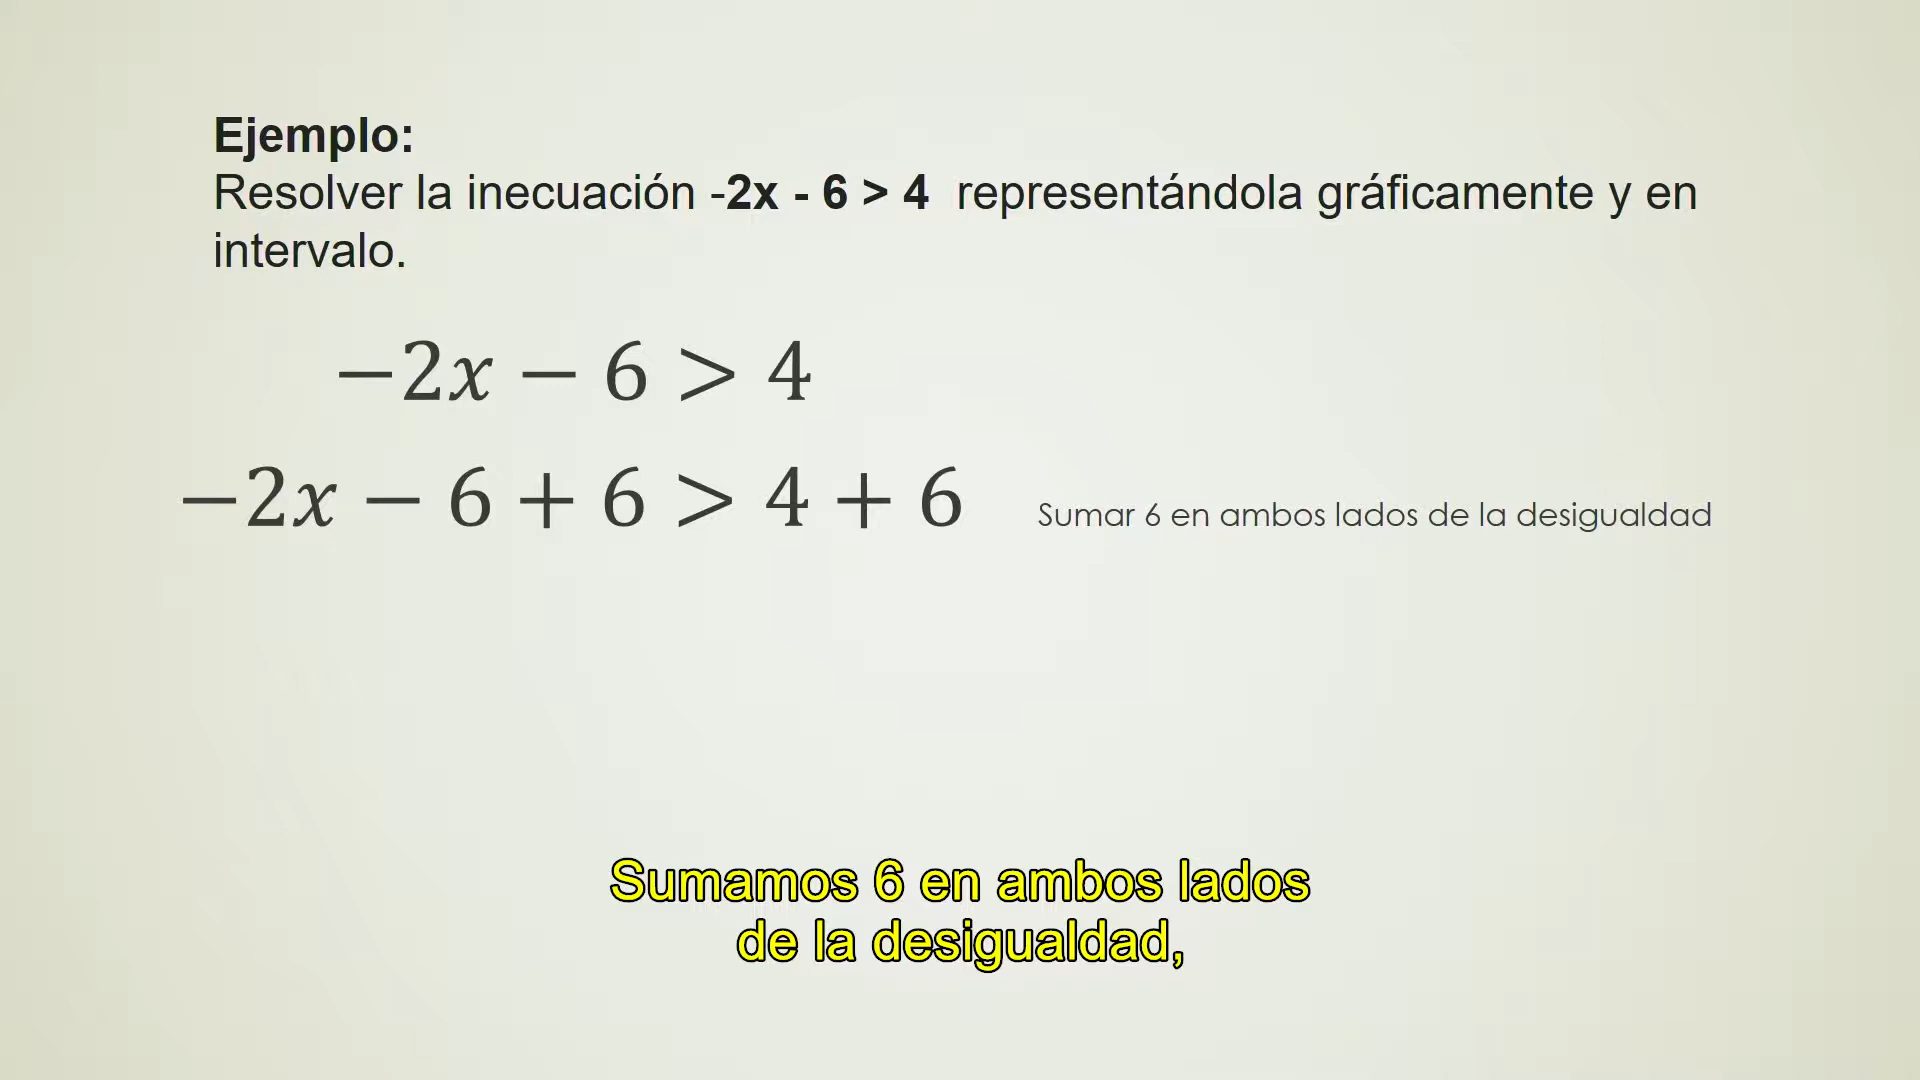 Ejemplo:
Resolver la inecuación -2x - 6 > 4 representándola gráficamente y en
intervalo.
−2x − 6 > 4
−2x − 6 + 6 > 4 + 6
Sumar 6 en ambos lados de la desigualdad
Sumamos 6 en ambos lados
de la desigualdad,